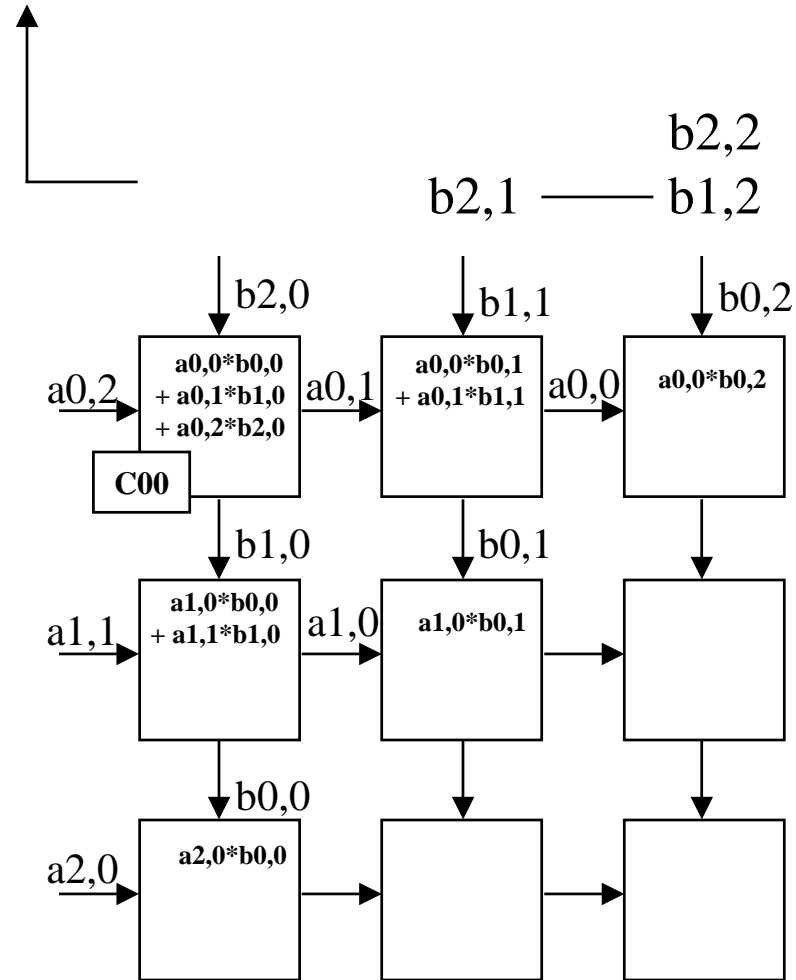 b2,2
b2,1 b1,2
b2,0 b1,1 b0,2
a0,2 a0,0*b0,0 a0,1 a0,0*b0,1 a0,0 a0,0*b0,2
+ a0,1*b1,0 + a0,1*b1,1
+ a0,2*b2,0
C00
b1,0 b0,1
a1,1 a1,0*b0,0 a1,0 a1,0*b0,1
+ a1,1*b1,0
b0,0
a2,0 a2,0*b0,0